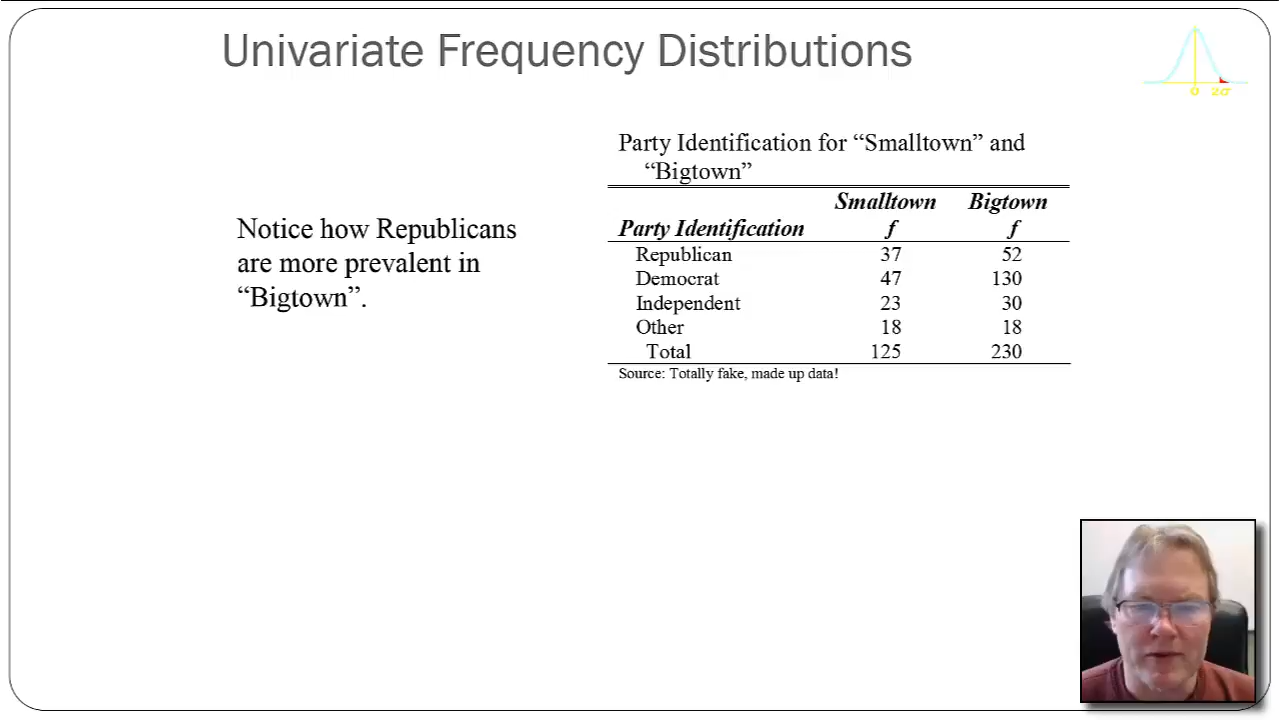 Univariate Frequency Distributions
0 2σ
Notice how Republicans
are more prevalent in
“Bigtown”.
Party Identification for “Smalltown” and
“Bigtown”
Smalltown Bigtown
Party Identification f f
Republican 37 52
Democrat 47 130
Independent 23 30
Other 18 18
Total 125 230
Source: Totally fake, made up data!